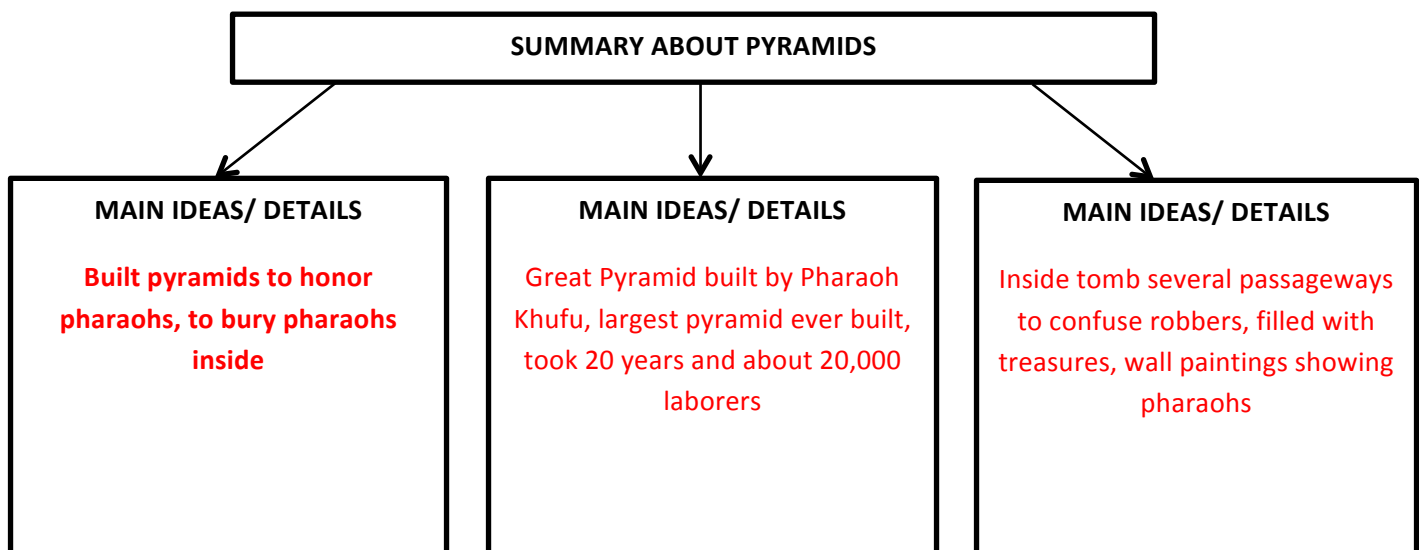 SUMMARY ABOUT PYRAMIDS
MAIN IDEAS/ DETAILS
Built pyramids to honor
pharaohs, to bury pharaohs
inside
MAIN IDEAS/ DETAILS
Great Pyramid built by Pharaoh
Khufu, largest pyramid ever built,
took 20 years and about 20,000
laborers
MAIN IDEAS/ DETAILS
Inside tomb several passageways
to confuse robbers, filled with
treasures, wall paintings showing
pharaohs